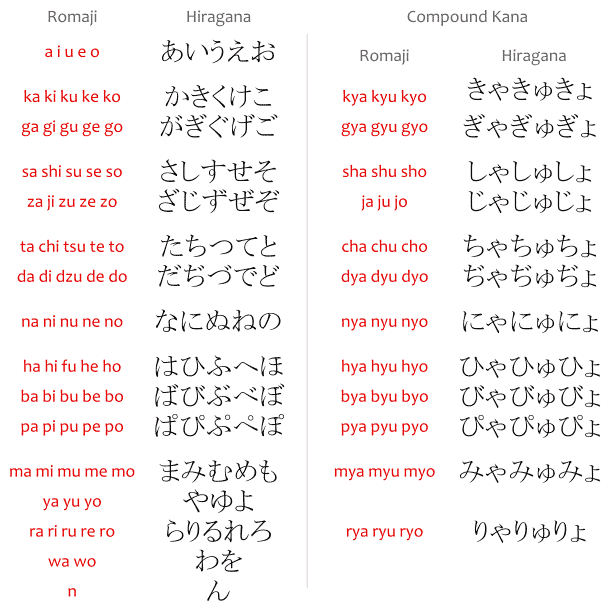 Romaji Hiragana
a i u e o あいうえお
ka ki ku ke ko かきくけこ
ga gi gu ge go がぎぐげご
sa shi su se so さしすせそ
za ji zu ze zo ざじずぜぞ
ta chi tsu te to たちつてと
da di dzu de do だぢづでど
na ni nu ne no なにぬねの
ha hi fu he ho はひふへほ
ba bi bu be bo ばびぶべぼ
pa pi pu pe po ぱぴぷぺぽ
ma mi mu me mo まみむめも
ya yu yo やゆよ
ra ri ru re ro らりるれろ
wa wo わを
n ん
Compound Kana
Romaji Hiragana
kya kyu kyo きゃきゅきょ
gya gyu gyo ぎゃぎゅぎょ
sha shu sho しゃしゅしょ
ja ju jo じゃじゅじょ
cha chu cho ちゃちゅちょ
dya dyu dyo ぢゃぢゅぢょ
nya nyu nyo にゃにゅにょ
hya hyu hyo ひゃひゅひょ
bya byu byo びゃびゅびょ
pya pyu pyo ぴゃぴゅぴょ
mya myu myo みゃみゅみょ
rya ryu ryo りゃりゅりょ